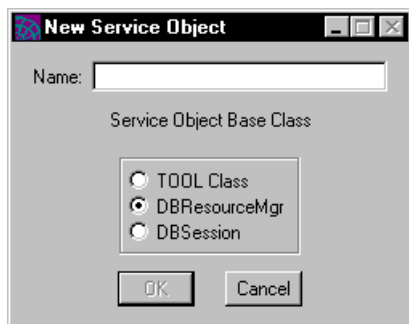 New Service Object
Name:
Service Object Base Class
TOOL Class
DBResourceMgr
DBSession
OK Cancel